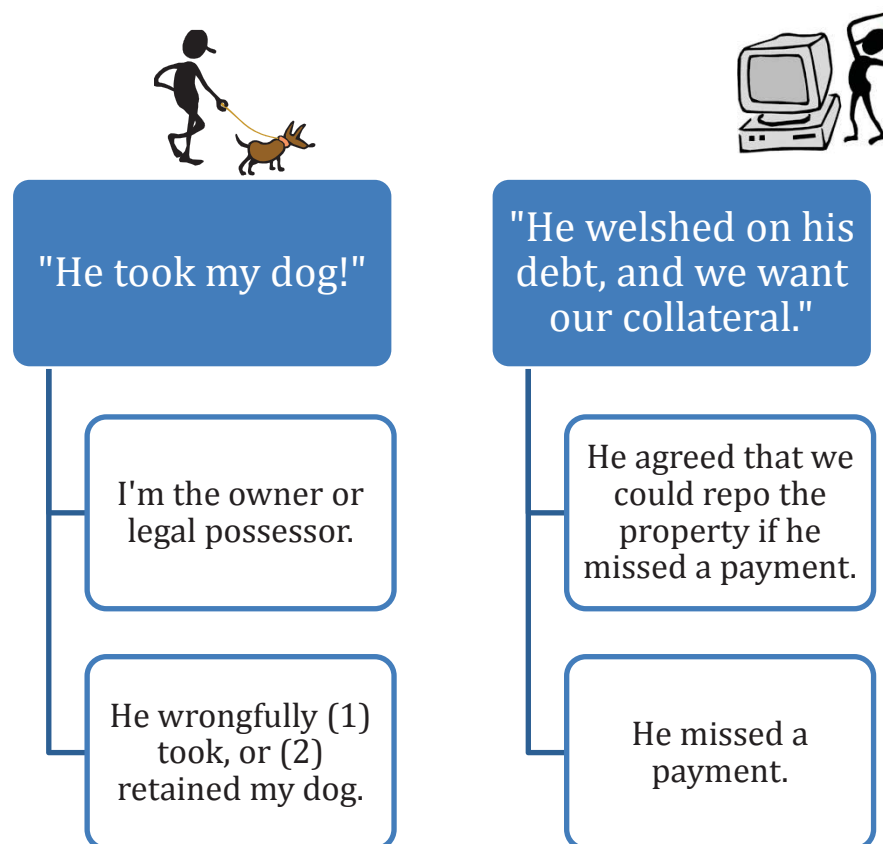 "He took my dog!"
I'm the owner or
legal possessor.
He wrongfully (1)
took, or (2)
retained my dog.
"He welshed on his
debt, and we want
our collateral."
He agreed that we
could repo the
property if he
missed a payment.
He missed a
payment.